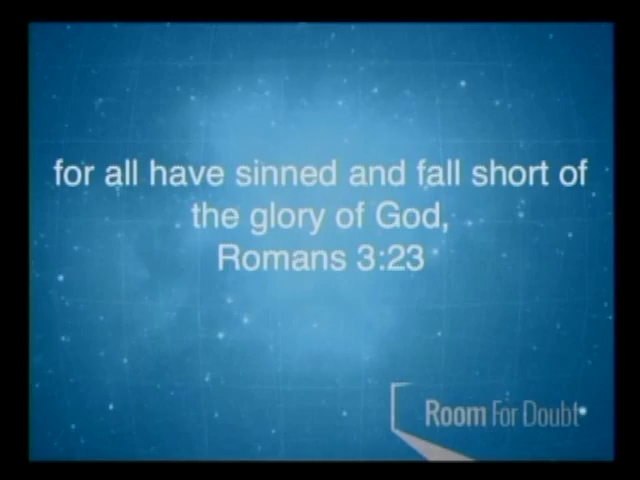 for all have sinned and fall short of
the glory of God,
Romans 3:23
Room For Doubt